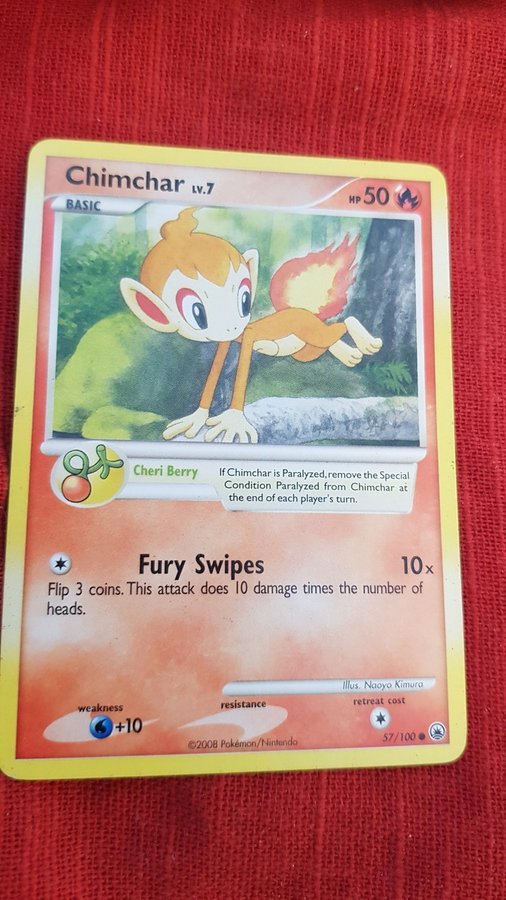 Chimchar LV.7
HP 50
BASIC
Cheri Berry
If Chimchar is Paralyzed, remove the Special
Condition Paralyzed from Chimchar at
the end of each player's turn.
Fury Swipes 10x
Flip 3 coins. This attack does 10 damage times the number of
heads.
Illus. Naoyo Kimura
weakness resistance retreat cost
+10
©2008 Pokémon/Nintendo
57/100